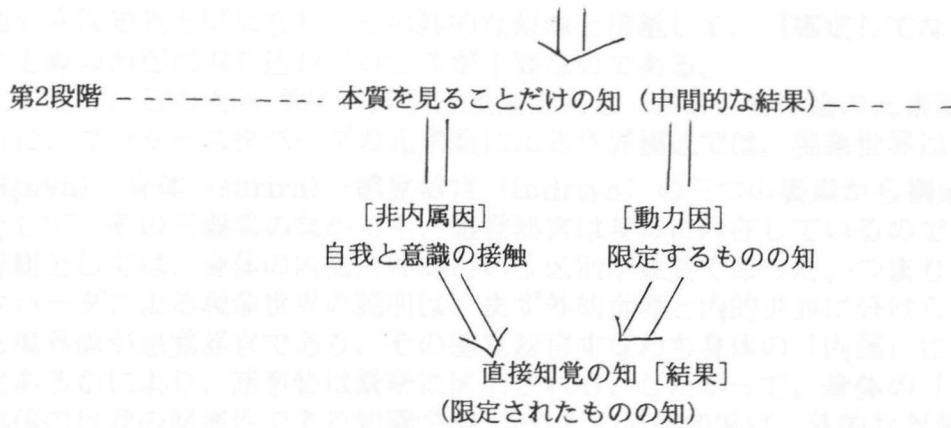 第2段階 - - - - - - - - 本質を見ることだけの知（中間的な結果）- - - - - - - -
[非内属因] [動力因]
自我と意識の接触 限定するものの知
直接知覚の知 [結果]
（限定されたものの知）